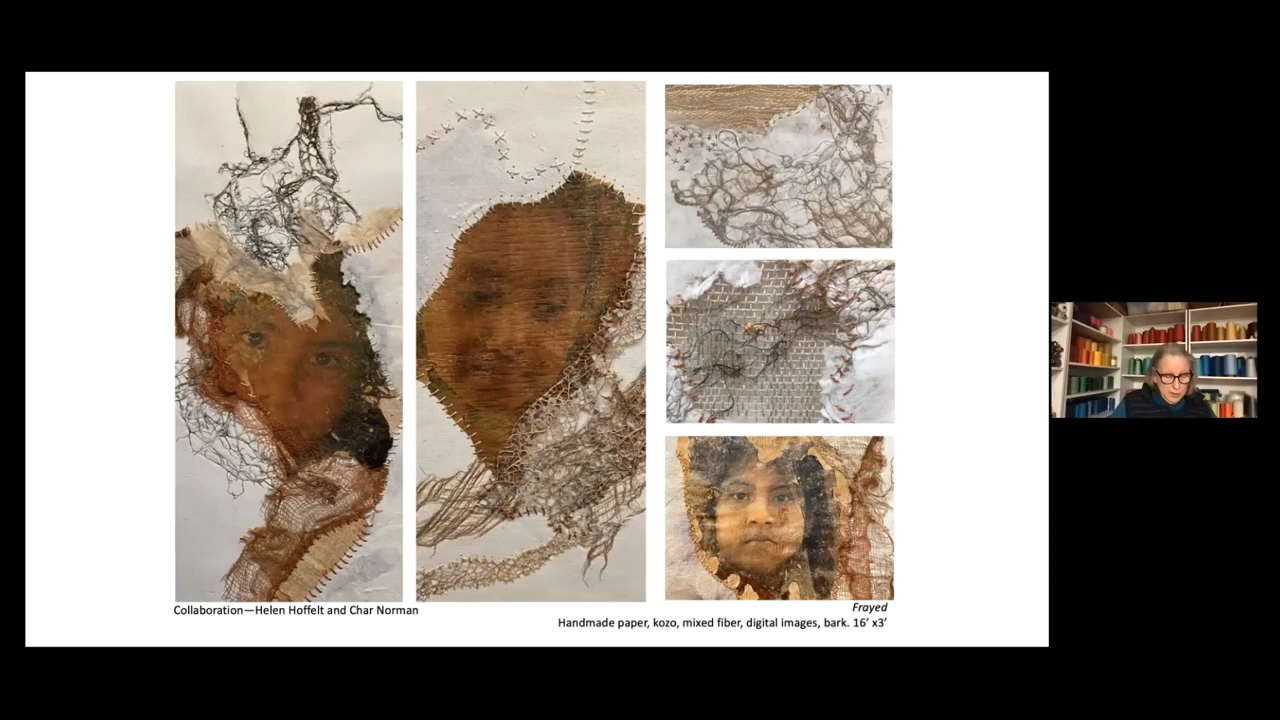 Collaboration—Helen Hoffelt and Char Norman
Frayed
Handmade paper, kozo, mixed fiber, digital images, bark. 16’ x3’